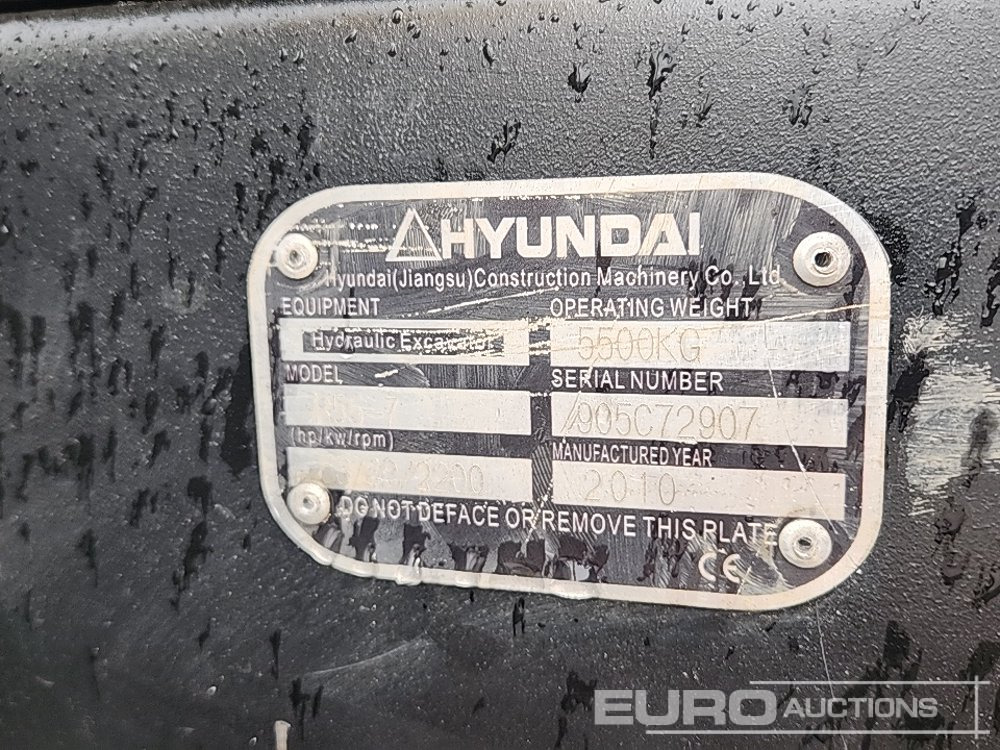 HYUNDAI
Hyundai(Jiangsu)Construction Machinery Co.,Ltd
EQUIPMENT OPERATING WEIGHT
Hydraulic Excavator 5500KG
MODEL SERIAL NUMBER
905C72907
(hp/kw/rpm) MANUFACTURED YEAR
2200 2010
DO NOT DEFACE OR REMOVE THIS PLATE
CE
EURO AUCTIONS